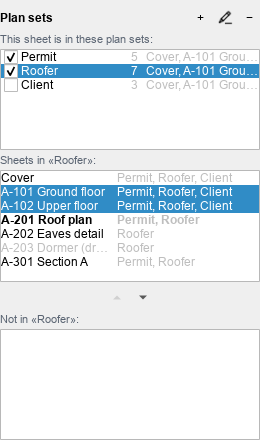 Plan sets + −
This sheet is in these plan sets:
Permit 5 Cover, A-101 Grou...
Roofer 7 Cover, A-101 Grou...
Client 3 Cover, A-101 Grou...
Sheets in «Roofer»:
Cover Permit, Roofer, Client
A-101 Ground floor Permit, Roofer, Client
A-102 Upper floor Permit, Roofer, Client
A-201 Roof plan Permit, Roofer
A-202 Eaves detail Roofer
A-203 Dormer (dr... Roofer
A-301 Section A Permit, Roofer
Not in «Roofer»: